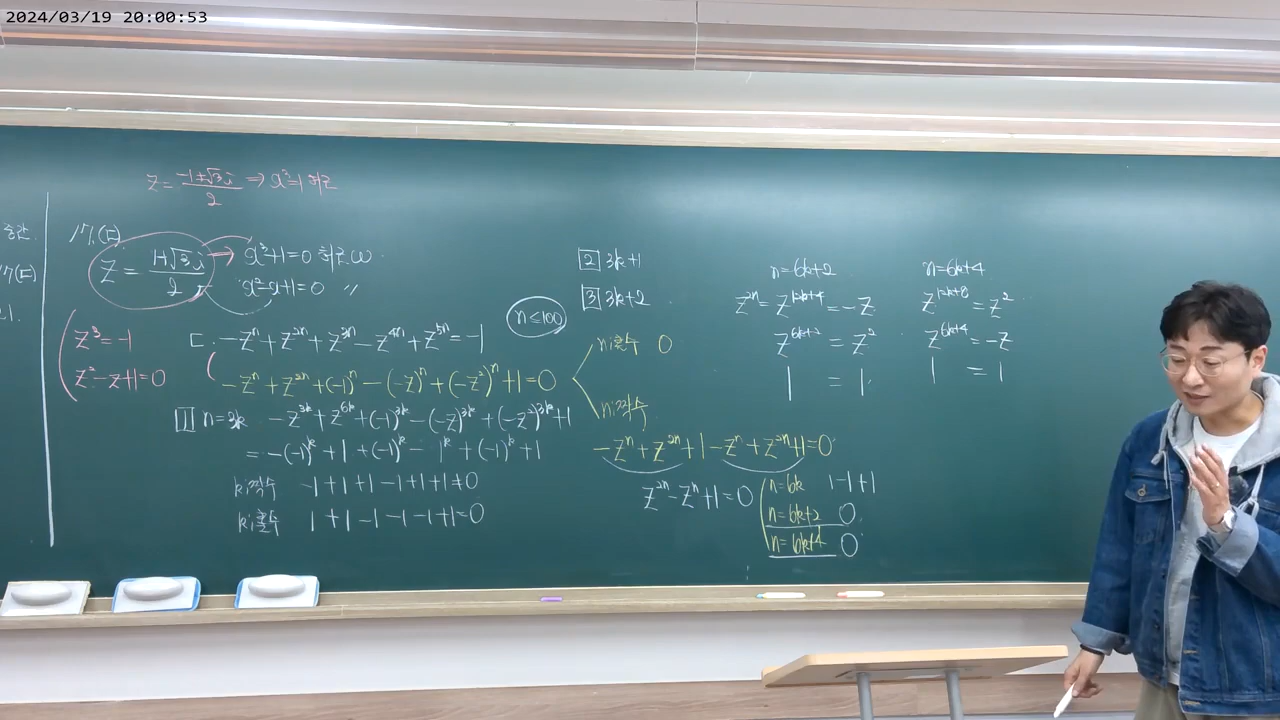 2024/03/19 20:00:53
z = (-1±√3i)/2 ⇒ x³=1 허근
중간
17.(ㄷ)
17(ㄷ)
z = (1+√3i)/2 → x³+1=0 허근 ω
x²-x+1=0 〃
z³=-1
z²-z+1=0
n≤100
ㄷ. -zⁿ+z²ⁿ+z³ⁿ-z⁴ⁿ+z⁵ⁿ=-1
-zⁿ+z²ⁿ+(-1)ⁿ-(-z)ⁿ+(-z²)ⁿ+1=0
1 n=3k -z³ᵏ+z⁶ᵏ+(-1)³ᵏ-(-z)³ᵏ+(-z²)³ᵏ+1
= -(-1)ᵏ+1+(-1)ᵏ-1ᵏ+(-1)ᵏ+1
k:짝수 -1+1+1-1+1+1≠0
k:홀수 1+1-1-1-1+1=0
2 3k+1
3 3k+2
n:홀수 0
n:짝수
-zⁿ+z²ⁿ+1-zⁿ+z²ⁿ+1=0
z²ⁿ-zⁿ+1=0
n=6k 1-1+1
n=6k+2 0
n=6k+4 0
n=6k+2
z²ⁿ=z¹²ᵏ⁺⁴=-z
z⁶ᵏ⁺²=z²
1 = 1
n=6k+4
z¹²ᵏ⁺⁸=z²
z⁶ᵏ⁺⁴=-z
1 = 1